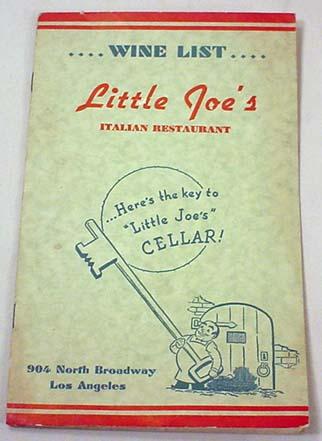 ....WINE LIST....
Little Joe's
ITALIAN RESTAURANT
...Here's the key to
"Little Joe's"
CELLAR!
904 North Broadway
Los Angeles